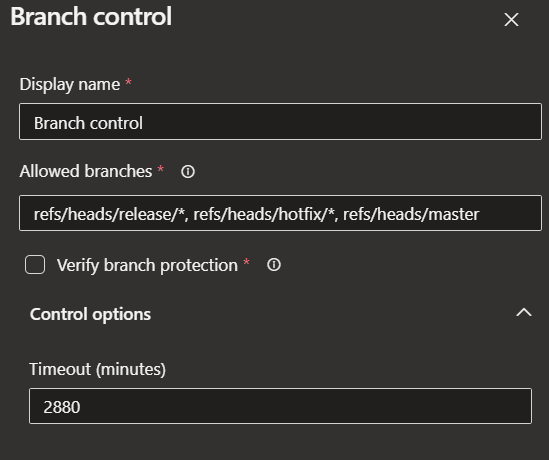 Branch control
Display name *
Branch control
Allowed branches *
refs/heads/release/*, refs/heads/hotfix/*, refs/heads/master
Verify branch protection *
Control options
Timeout (minutes)
2880